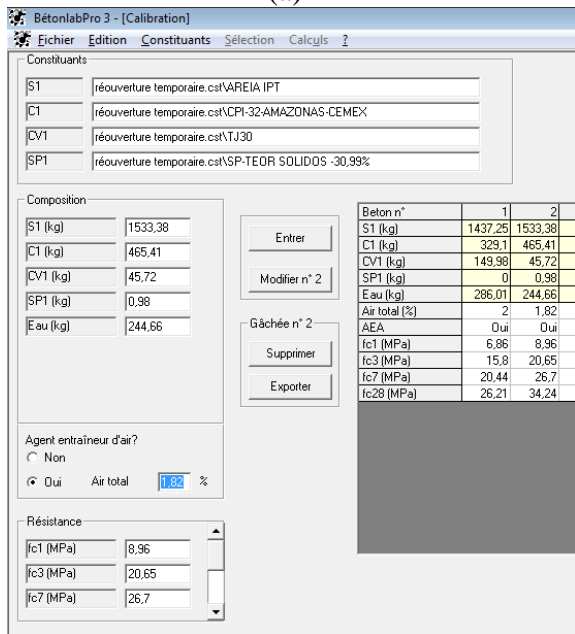 (a)
BétonlabPro 3 - [Calibration]
Fichier Edition Constituants Sélection Calculs ?
Constituants
S1 réouverture temporaire.cst\AREIA IPT
C1 réouverture temporaire.cst\CPI-32-AMAZONAS-CEMEX
CV1 réouverture temporaire.cst\TJ30
SP1 réouverture temporaire.cst\SP-TEOR SOLIDOS -30,99%
Composition
S1 (kg) 1533,38
C1 (kg) 465,41
CV1 (kg) 45,72
SP1 (kg) 0,98
Eau (kg) 244,66
Agent entraîneur d'air?
Non
Oui Air total 1,82 %
Résistance
fc1 (MPa) 8,96
fc3 (MPa) 20,65
fc7 (MPa) 26,7
Entrer
Modifier n° 2
Gâchée n° 2
Supprimer
Exporter
Beton n° 1 2
S1 (kg) 1437,25 1533,38
C1 (kg) 329,1 465,41
CV1 (kg) 149,98 45,72
SP1 (kg) 0 0,98
Eau (kg) 286,01 244,66
Air total (%) 2 1,82
AEA Oui Oui
fc1 (MPa) 6,86 8,96
fc3 (MPa) 15,8 20,65
fc7 (MPa) 20,44 26,7
fc28 (MPa) 26,21 34,24